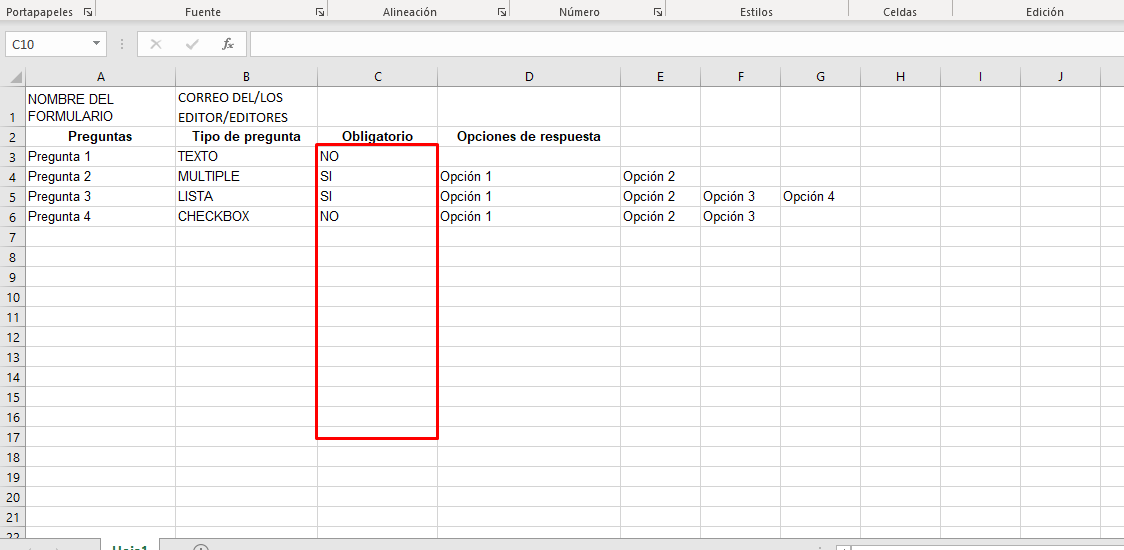 Portapapeles Fuente Alineación Número Estilos Celdas Edición
C10 fx
A B C D E F G H I J
1 NOMBRE DEL FORMULARIO CORREO DEL/LOS EDITOR/EDITORES
2 Preguntas Tipo de pregunta Obligatorio Opciones de respuesta
3 Pregunta 1 TEXTO NO
4 Pregunta 2 MULTIPLE SI Opción 1 Opción 2
5 Pregunta 3 LISTA SI Opción 1 Opción 2 Opción 3 Opción 4
6 Pregunta 4 CHECKBOX NO Opción 1 Opción 2 Opción 3
7
8
9
10
11
12
13
14
15
16
17
18
19
20
21
22
Hoja1